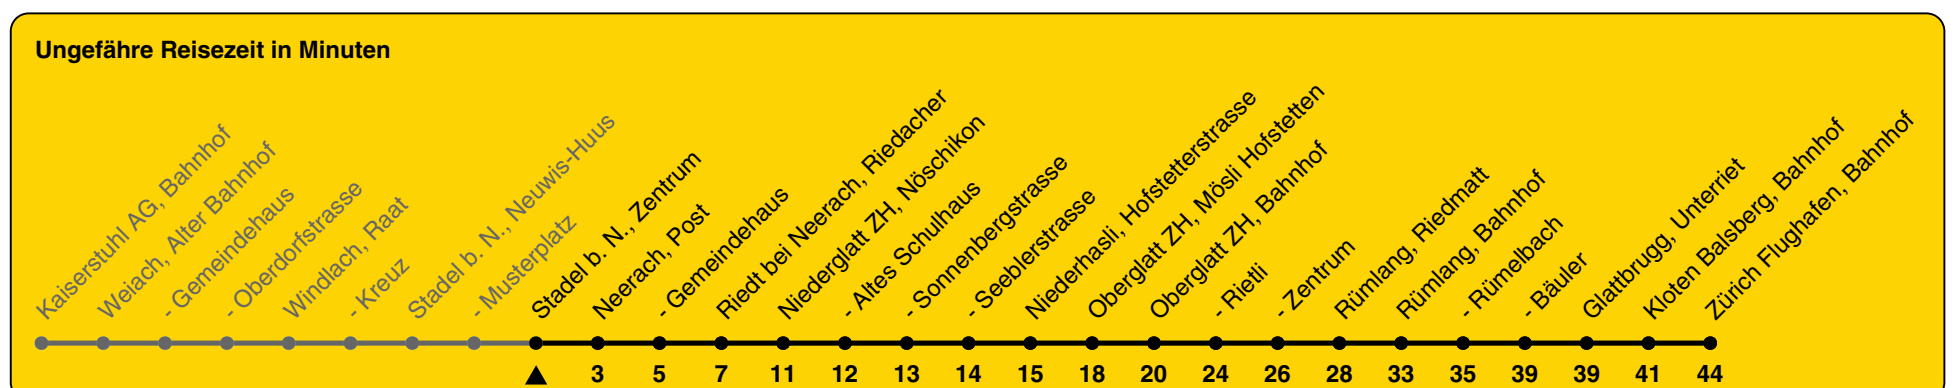 Ungefähre Reisezeit in Minuten
Kaiserstuhl AG, Bahnhof
Weiach, Alter Bahnhof
- Gemeindehaus
- Oberdorfstrasse
Windlach, Raat
- Kreuz
Stadel b. N., Neuwis-Huus
- Musterplatz
Stadel b. N., Zentrum
Neerach, Post
- Gemeindehaus
Riedt bei Neerach, Riedacher
Niederglatt ZH, Nöschikon
- Altes Schulhaus
- Sonnenbergstrasse
- Seeblerstrasse
Niederhasli, Hofstetterstrasse
Oberglatt ZH, Mösli Hofstetten
Oberglatt ZH, Bahnhof
- Rietli
- Zentrum
Rümlang, Riedmatt
Rümlang, Bahnhof
- Rümelbach
- Bäuler
Glattbrugg, Unterriet
Kloten Balsberg, Bahnhof
Zürich Flughafen, Bahnhof
3 5 7 11 12 13 14 15 18 20 24 26 28 33 35 39 39 41 44